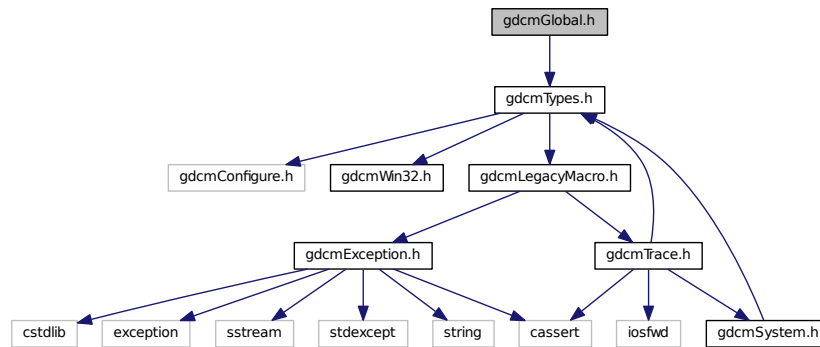 gdcmGlobal.h
gdcmTypes.h
gdcmConfigure.h
gdcmWin32.h
gdcmLegacyMacro.h
gdcmException.h
gdcmTrace.h
cstdlib
exception
sstream
stdexcept
string
cassert
iosfwd
gdcmSystem.h